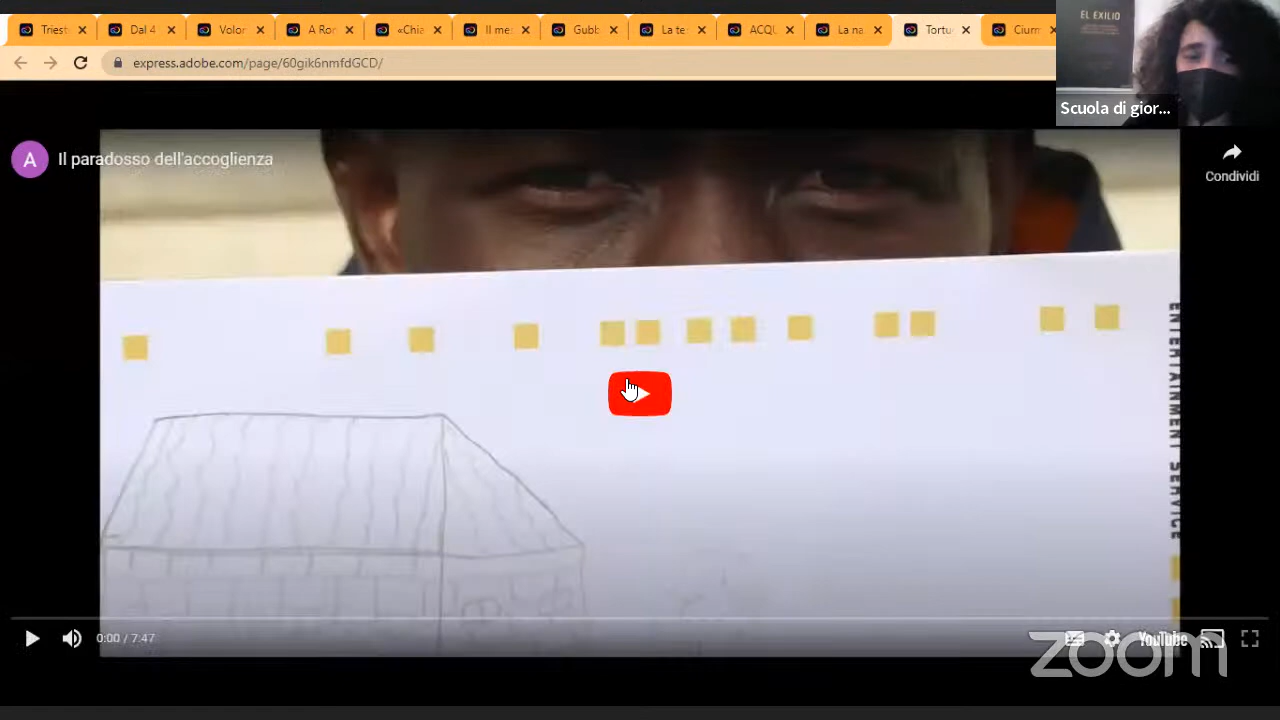 Triest
Dal 4
Volor
A Ror
«Chia
Il me
Gubb
La te
ACQU
La na
Tortu
Cium
express.adobe.com/page/60gik6nmfdGCD/
EL EXILIO
Scuola di gior...
A
Il paradosso dell'accoglienza
Condividi
ENTERTAINMENT SERVICE
0:00 / 7:47
YouTube
zoom